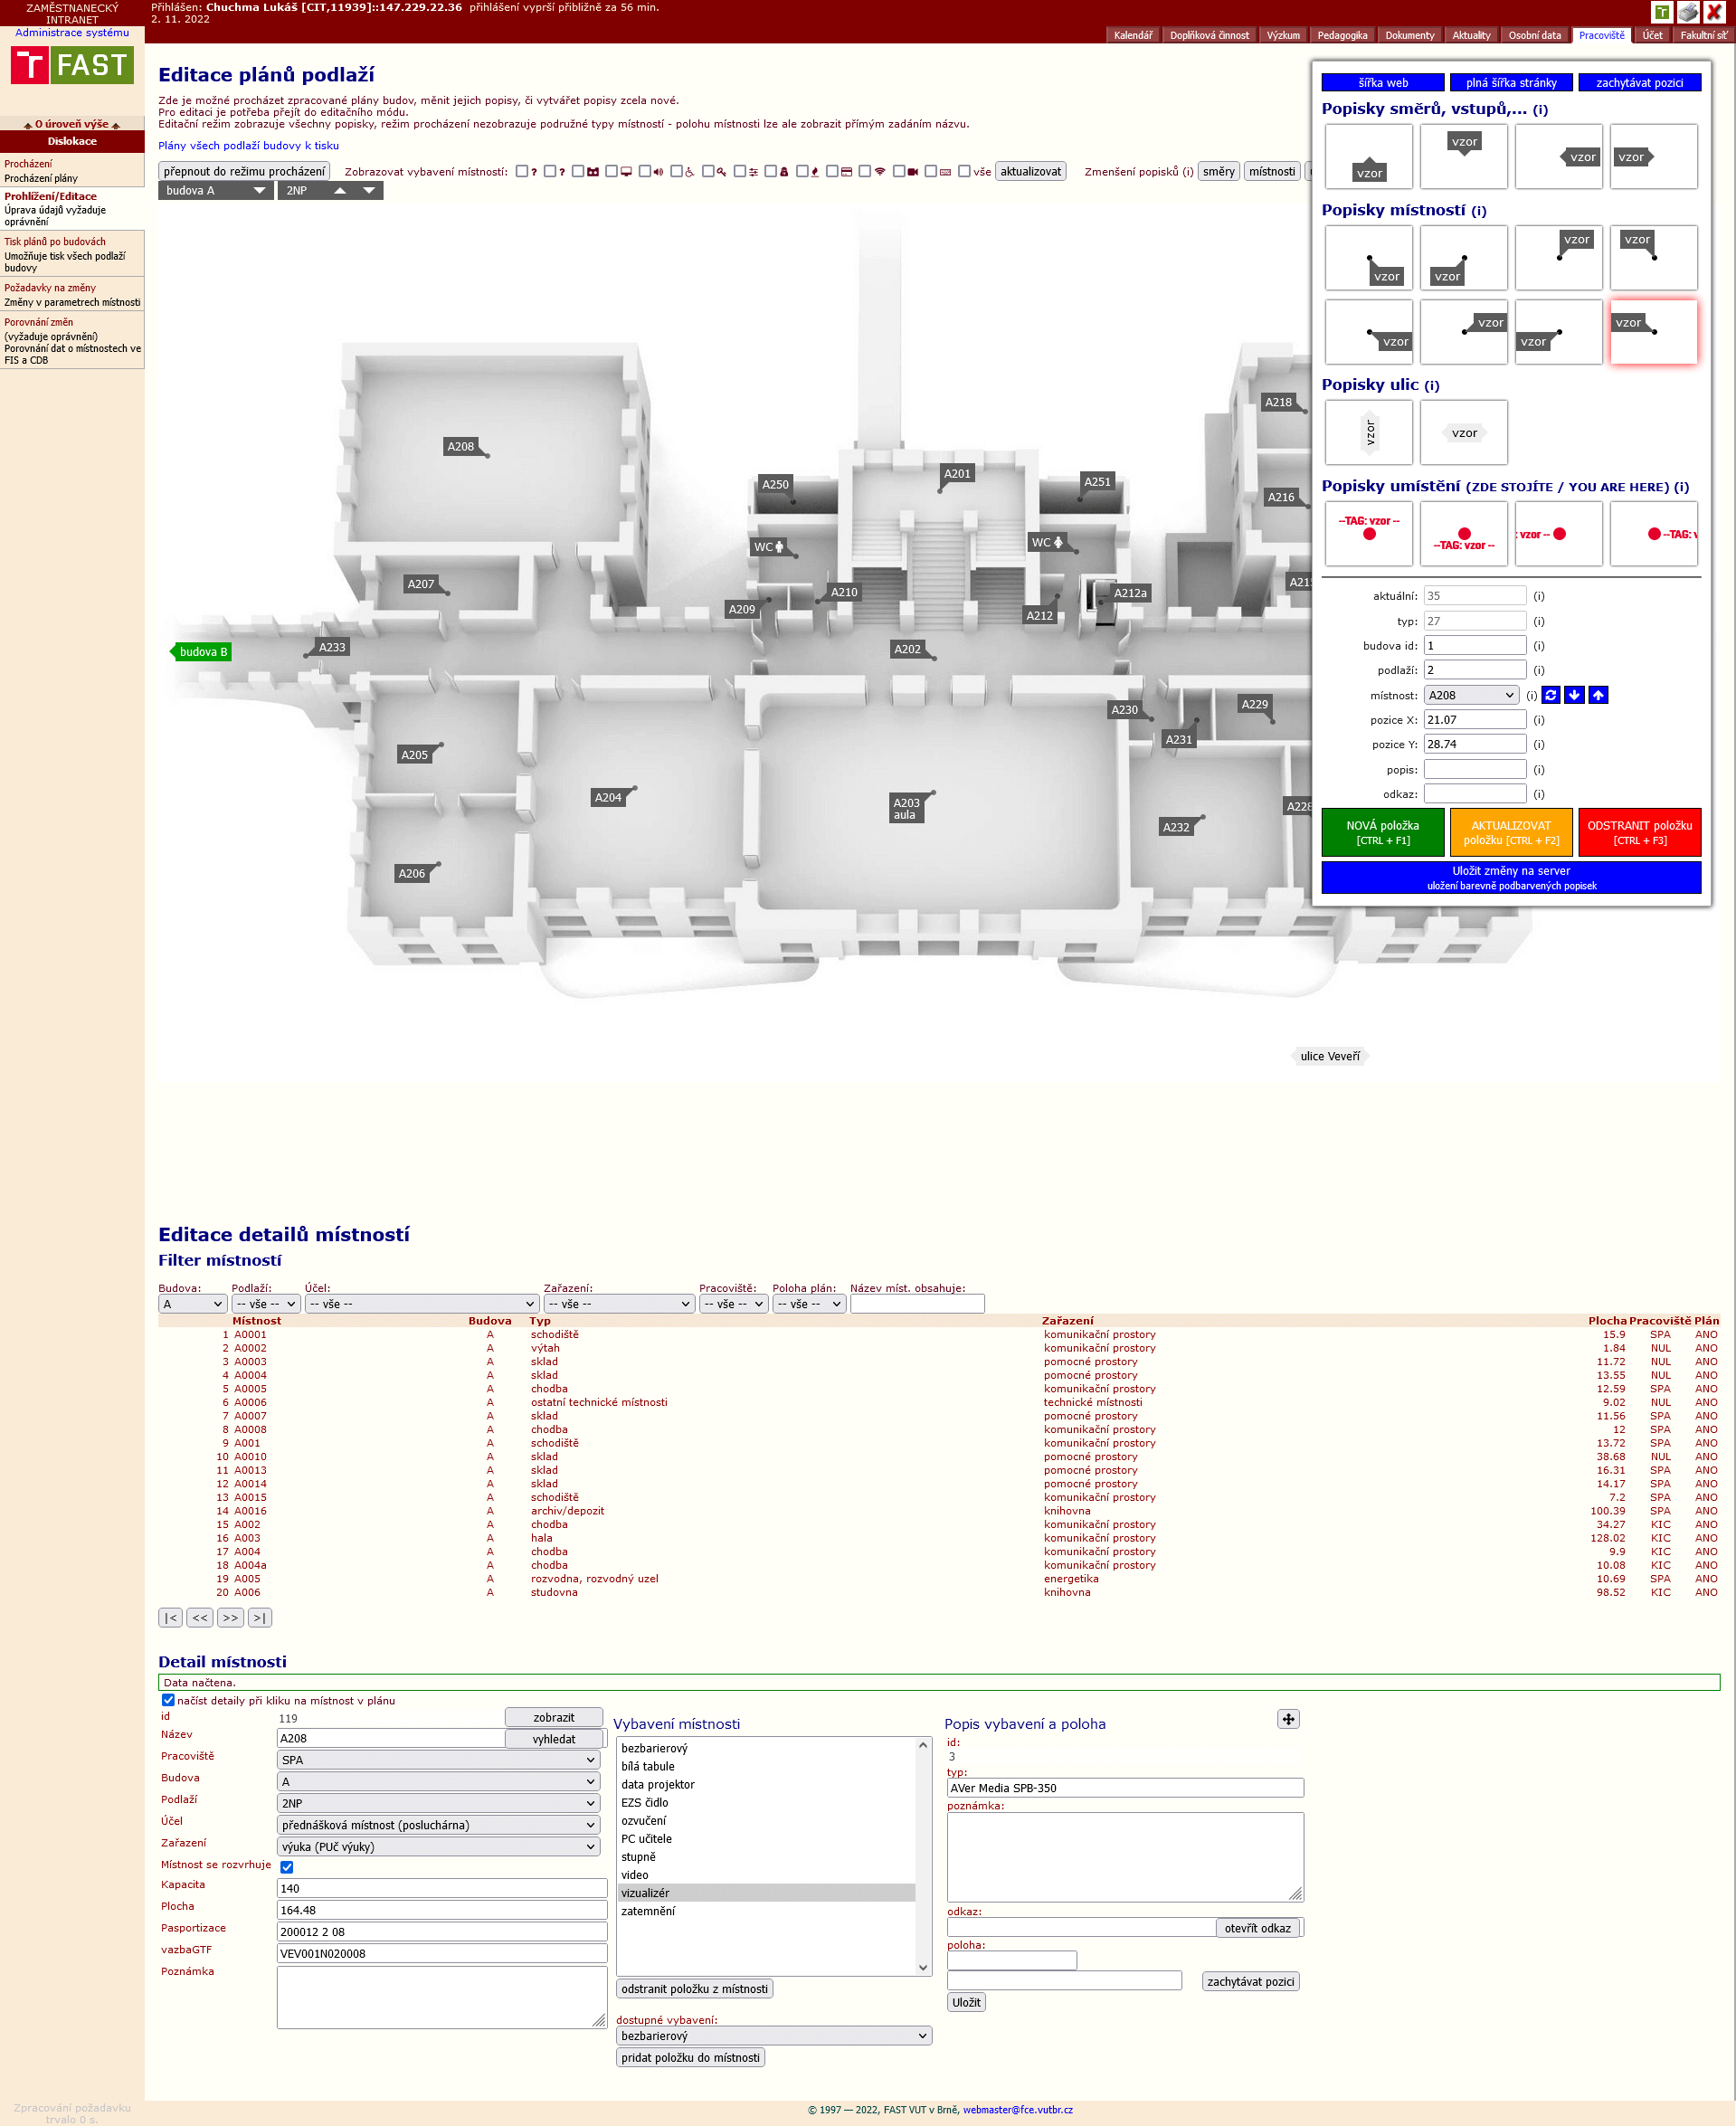 ZAMĚSTNANECKÝ
INTRANET
Administrace systému
T FAST
O úroveň výše
Dislokace
Procházení
Procházení plány
Prohlížení/Editace
Úprava údajů vyžaduje
oprávnění
Tisk plánů po budovách
Umožňuje tisk všech podlaží
budovy
Požadavky na změny
Změny v parametrech místnosti
Porovnání změn
(vyžaduje oprávnění)
Porovnání dat o místnostech ve
FIS a CDB
Přihlášen: Chuchma Lukáš [CIT,11939]::147.229.22.36 přihlášení vyprší přibližně za 56 min.
2. 11. 2022
Kalendář Doplňková činnost Výzkum Pedagogika Dokumenty Aktuality Osobní data Pracoviště Účet Fakultní síť
Editace plánů podlaží
Zde je možné procházet zpracované plány budov, měnit jejich popisy, či vytvářet popisy zcela nové.
Pro editaci je potřeba přejít do editačního módu.
Editační režim zobrazuje všechny popisky, režim procházení nezobrazuje podružné typy místností - polohu místnosti lze ale zobrazit přímým zadáním názvu.
Plány všech podlaží budovy k tisku
přepnout do režimu procházení Zobrazovat vybavení místností: ? ? vše aktualizovat Zmenšení popisků (i) směry místnosti
budova A 2NP
A218
A208
A201
A250
A251
A216
WC
WC
A207
A210
A212a
A209
A212
A233
budova B
A202
A229
A230
A231
A205
A204
A203
aula
A228
A232
A206
ulice Veveří
šířka web plná šířka stránky zachytávat pozici
Popisky směrů, vstupů,... (i)
vzor vzor vzor vzor
Popisky místností (i)
vzor vzor vzor vzor
vzor vzor vzor vzor
Popisky ulic (i)
vzor vzor
Popisky umístění (ZDE STOJÍTE / YOU ARE HERE) (i)
--TAG: vzor -- --TAG: vzor -- : vzor -- --TAG: v
aktuální: 35 (i)
typ: 27 (i)
budova id: 1 (i)
podlaží: 2 (i)
místnost: A208 (i)
pozice X: 21.07 (i)
pozice Y: 28.74 (i)
popis: (i)
odkaz: (i)
NOVÁ položka
[CTRL + F1]
AKTUALIZOVAT
položku [CTRL + F2]
ODSTRANIT položku
[CTRL + F3]
Uložit změny na server
uložení barevně podbarvených popisek
Editace detailů místností
Filter místností
Budova: Podlaží: Účel: Zařazení: Pracoviště: Poloha plán: Název míst. obsahuje:
A -- vše -- -- vše -- -- vše -- -- vše -- -- vše --
Místnost Budova Typ Zařazení Plocha Pracoviště Plán
1 A0001 A schodiště komunikační prostory 15.9 SPA ANO
2 A0002 A výtah komunikační prostory 1.84 NUL ANO
3 A0003 A sklad pomocné prostory 11.72 NUL ANO
4 A0004 A sklad pomocné prostory 13.55 NUL ANO
5 A0005 A chodba komunikační prostory 12.59 SPA ANO
6 A0006 A ostatní technické místnosti technické místnosti 9.02 NUL ANO
7 A0007 A sklad pomocné prostory 11.56 SPA ANO
8 A0008 A chodba komunikační prostory 12 SPA ANO
9 A001 A schodiště komunikační prostory 13.72 SPA ANO
10 A0010 A sklad pomocné prostory 38.68 NUL ANO
11 A0013 A sklad pomocné prostory 16.31 SPA ANO
12 A0014 A sklad pomocné prostory 14.17 SPA ANO
13 A0015 A schodiště komunikační prostory 7.2 SPA ANO
14 A0016 A archiv/depozit knihovna 100.39 SPA ANO
15 A002 A chodba komunikační prostory 34.27 KIC ANO
16 A003 A hala komunikační prostory 128.02 KIC ANO
17 A004 A chodba komunikační prostory 9.9 KIC ANO
18 A004a A chodba komunikační prostory 10.08 KIC ANO
19 A005 A rozvodna, rozvodný uzel energetika 10.69 SPA ANO
20 A006 A studovna knihovna 98.52 KIC ANO
|< << >> >|
Detail místnosti
Data načtena.
načíst detaily při kliku na místnost v plánu
id 119 zobrazit
Název A208 vyhledat
Pracoviště SPA
Budova A
Podlaží 2NP
Účel přednášková místnost (posluchárna)
Zařazení výuka (PUČ výuky)
Místnost se rozvrhuje
Kapacita 140
Plocha 164.48
Pasportizace 200012 2 08
vazbaGTF VEV001N020008
Poznámka
Vybavení místnosti
bezbarierový
bílá tabule
data projektor
EZS čidlo
ozvučení
PC učitele
stupně
video
vizualizér
zatemnění
odstranit položku z místnosti
dostupné vybavení:
bezbarierový
pridat položku do místnosti
Popis vybavení a poloha
id:
3
typ:
AVer Media SPB-350
poznámka:
odkaz:
otevřít odkaz
poloha:
zachytávat pozici
Uložit
Zpracování požadavku
trvalo 0 s.
© 1997 — 2022, FAST VUT v Brně, webmaster@fce.vutbr.cz